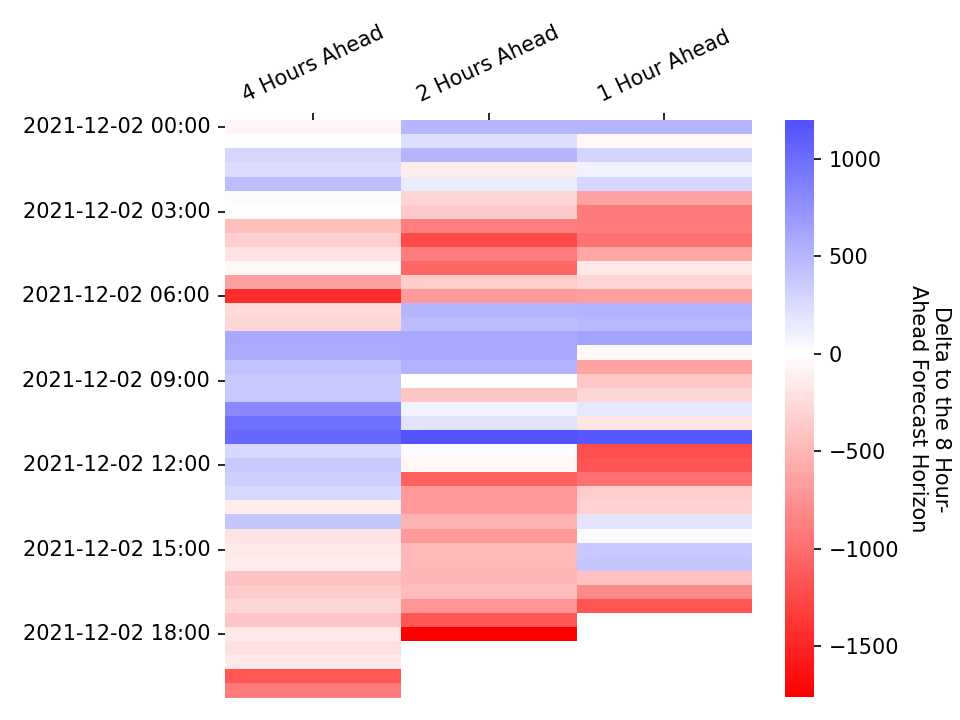 4 Hours Ahead
2 Hours Ahead
1 Hour Ahead
2021-12-02 00:00
2021-12-02 03:00
2021-12-02 06:00
2021-12-02 09:00
2021-12-02 12:00
2021-12-02 15:00
2021-12-02 18:00
1000
500
0
−500
−1000
−1500
Delta to the 8 Hour-
Ahead Forecast Horizon